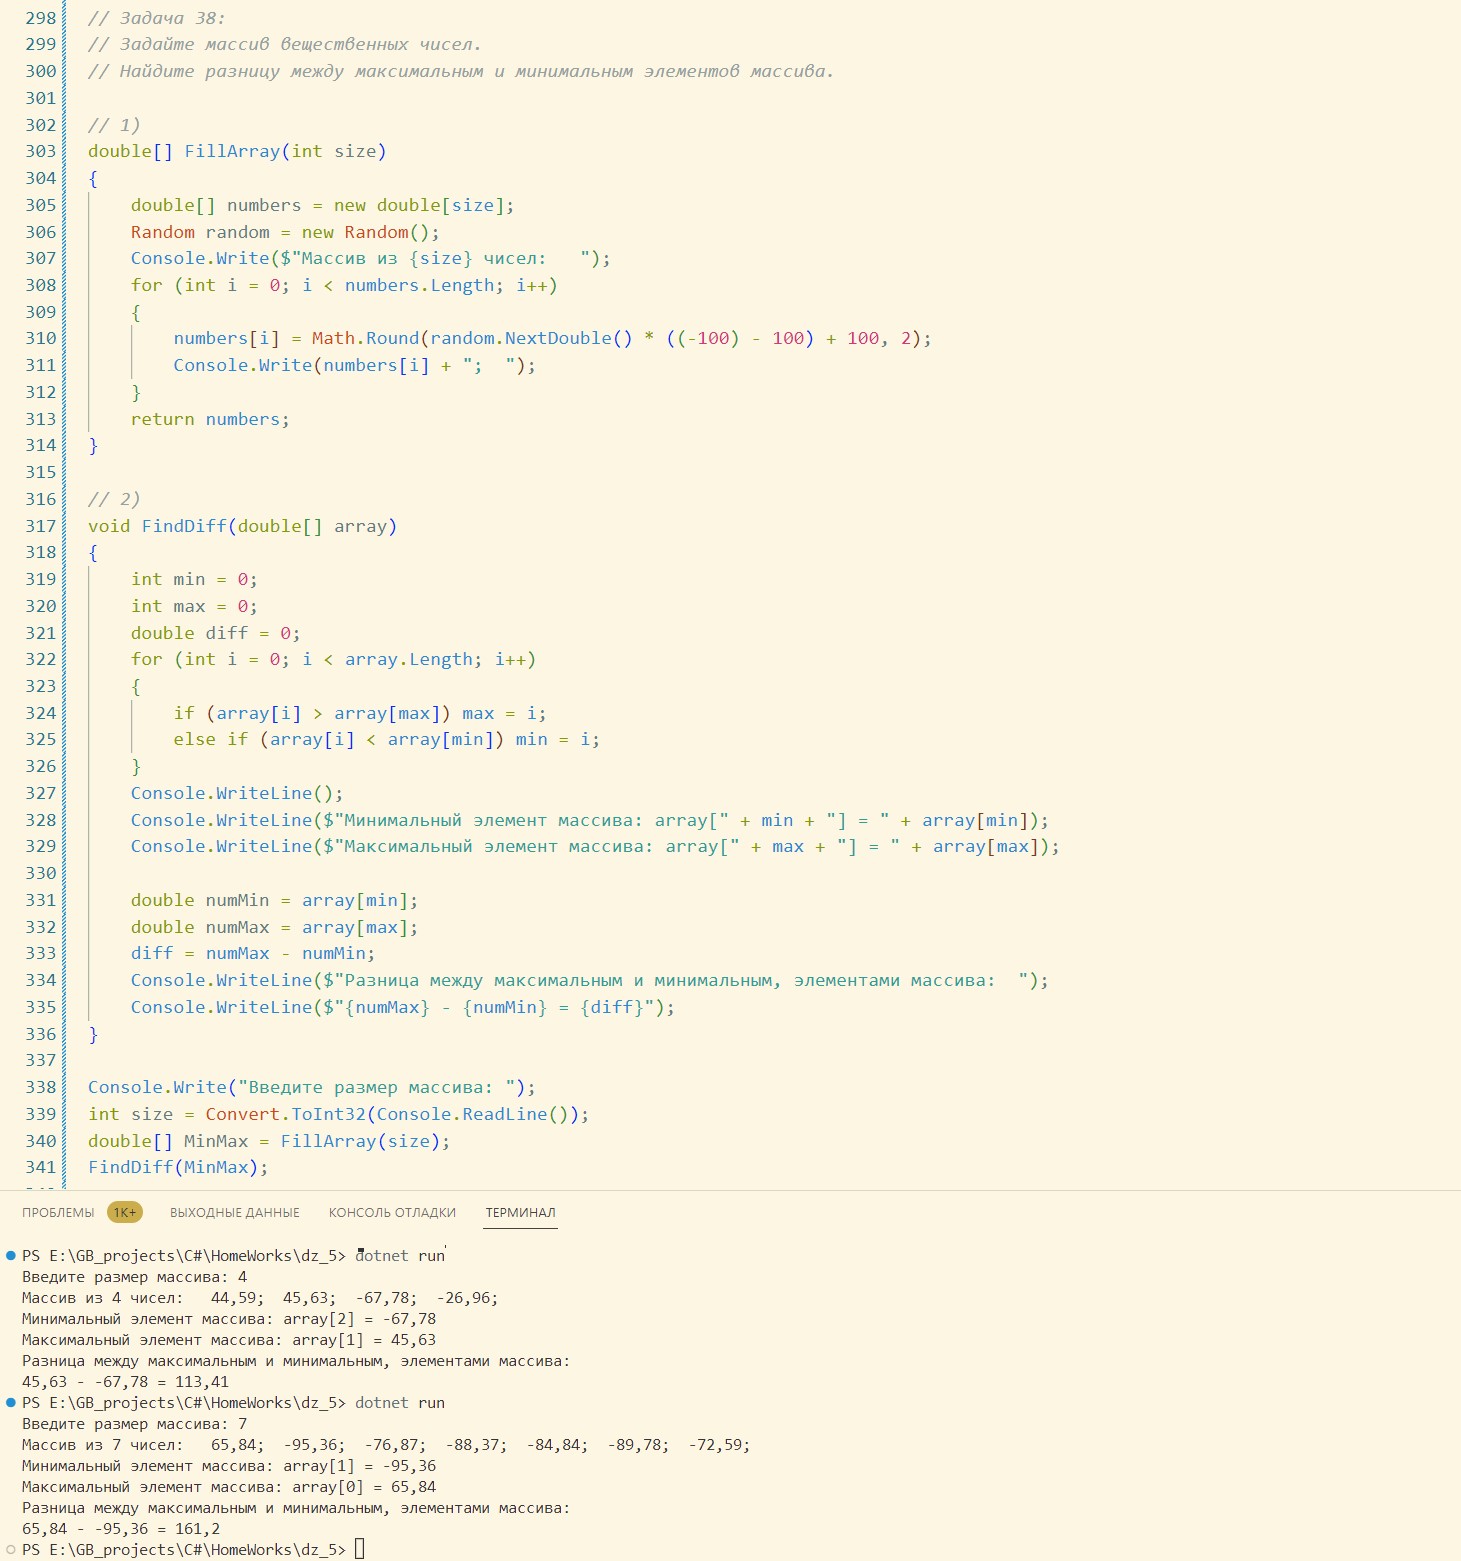 298 // Задача 38:
299 // Задайте массив вещественных чисел.
300 // Найдите разницу между максимальным и минимальным элементов массива.
301
302 // 1)
303 double[] FillArray(int size)
304 {
305     double[] numbers = new double[size];
306     Random random = new Random();
307     Console.Write($"Массив из {size} чисел:   ");
308     for (int i = 0; i < numbers.Length; i++)
309     {
310         numbers[i] = Math.Round(random.NextDouble() * ((-100) - 100) + 100, 2);
311         Console.Write(numbers[i] + ";  ");
312     }
313     return numbers;
314 }
315
316 // 2)
317 void FindDiff(double[] array)
318 {
319     int min = 0;
320     int max = 0;
321     double diff = 0;
322     for (int i = 0; i < array.Length; i++)
323     {
324         if (array[i] > array[max]) max = i;
325         else if (array[i] < array[min]) min = i;
326     }
327     Console.WriteLine();
328     Console.WriteLine($"Минимальный элемент массива: array[" + min + "] = " + array[min]);
329     Console.WriteLine($"Максимальный элемент массива: array[" + max + "] = " + array[max]);
330
331     double numMin = array[min];
332     double numMax = array[max];
333     diff = numMax - numMin;
334     Console.WriteLine($"Разница между максимальным и минимальным, элементами массива:  ");
335     Console.WriteLine($"{numMax} - {numMin} = {diff}");
336 }
337
338 Console.Write("Введите размер массива: ");
339 int size = Convert.ToInt32(Console.ReadLine());
340 double[] MinMax = FillArray(size);
341 FindDiff(MinMax);
ПРОБЛЕМЫ 1K+ ВЫХОДНЫЕ ДАННЫЕ КОНСОЛЬ ОТЛАДКИ ТЕРМИНАЛ
PS E:\GB_projects\C#\HomeWorks\dz_5> dotnet run
Введите размер массива: 4
Массив из 4 чисел:   44,59;  45,63;  -67,78;  -26,96;
Минимальный элемент массива: array[2] = -67,78
Максимальный элемент массива: array[1] = 45,63
Разница между максимальным и минимальным, элементами массива:
45,63 - -67,78 = 113,41
PS E:\GB_projects\C#\HomeWorks\dz_5> dotnet run
Введите размер массива: 7
Массив из 7 чисел:   65,84;  -95,36;  -76,87;  -88,37;  -84,84;  -89,78;  -72,59;
Минимальный элемент массива: array[1] = -95,36
Максимальный элемент массива: array[0] = 65,84
Разница между максимальным и минимальным, элементами массива:
65,84 - -95,36 = 161,2
PS E:\GB_projects\C#\HomeWorks\dz_5>